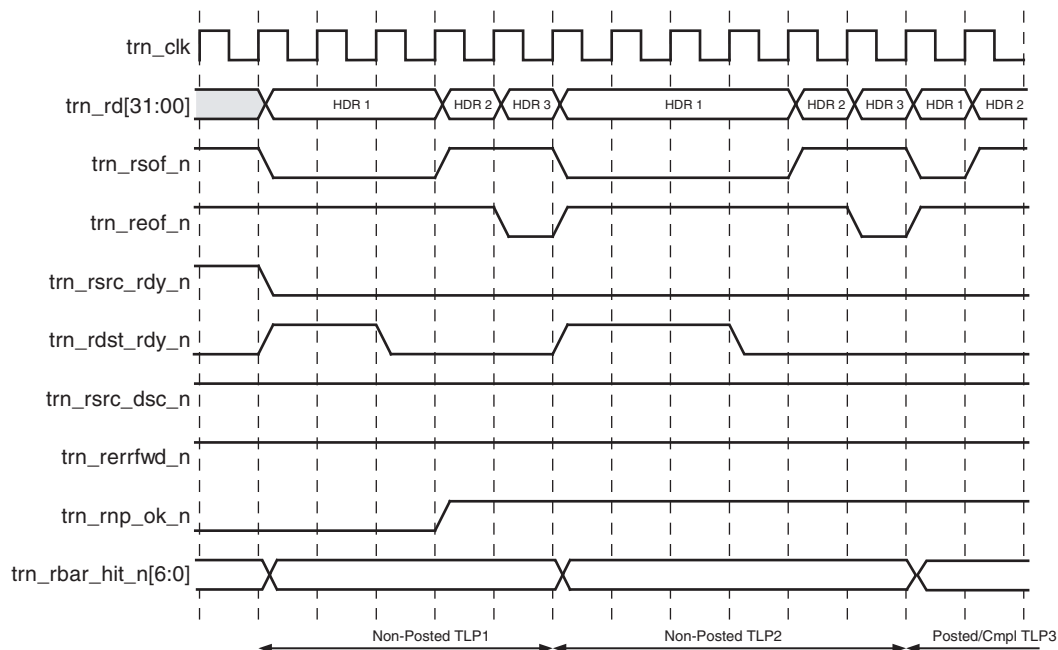 trn_clk
trn_rd[31:00] HDR 1 HDR 2 HDR 3 HDR 1 HDR 2 HDR 3 HDR 1 HDR 2
trn_rsof_n
trn_reof_n
trn_rsrc_rdy_n
trn_rdst_rdy_n
trn_rsrc_dsc_n
trn_rerrfwd_n
trn_rnp_ok_n
trn_rbar_hit_n[6:0]
Non-Posted TLP1 Non-Posted TLP2 Posted/Cmpl TLP3